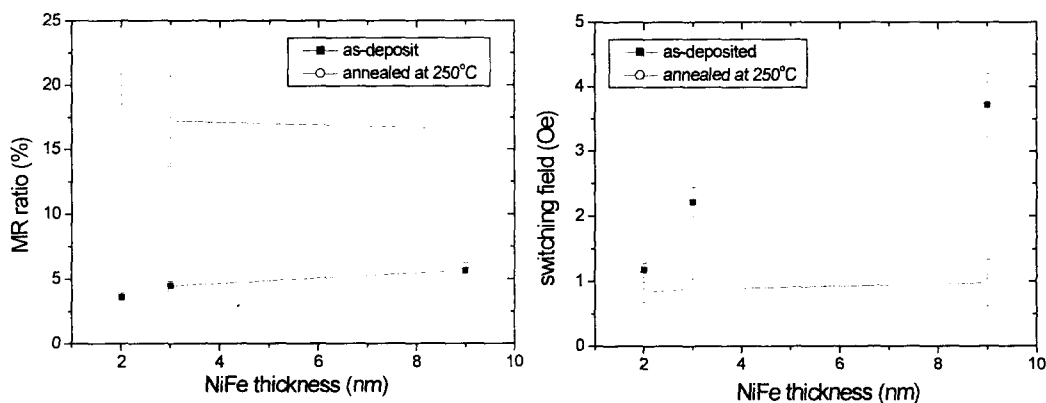 25
20
15
10
5
0
MR ratio (%)
as-deposit
annealed at 250°C
2
4
6
8
10
NiFe thickness (nm)
5
4
3
2
1
0
switching field (Oe)
as-deposited
annealed at 250°C
2
4
6
8
10
NiFe thickness (nm)